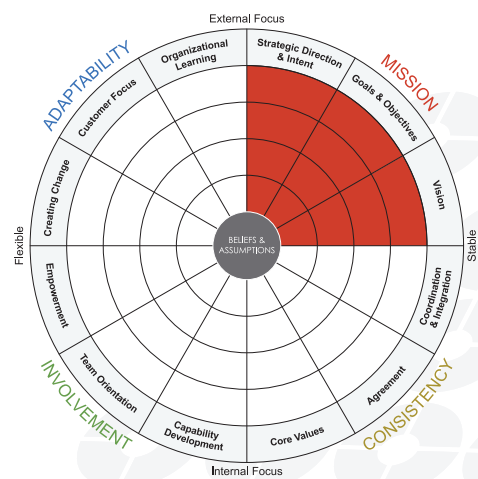 External Focus
ADAPTABILITY
MISSION
Organizational
Learning
Strategic Direction
& Intent
Customer Focus
Goals & Objectives
Creating Change
Vision
Flexible
BELIEFS &
ASSUMPTIONS
Stable
Empowerment
Coordination
& Integration
Team Orientation
Agreement
Capability
Development
Core Values
INVOLVEMENT
CONSISTENCY
Internal Focus